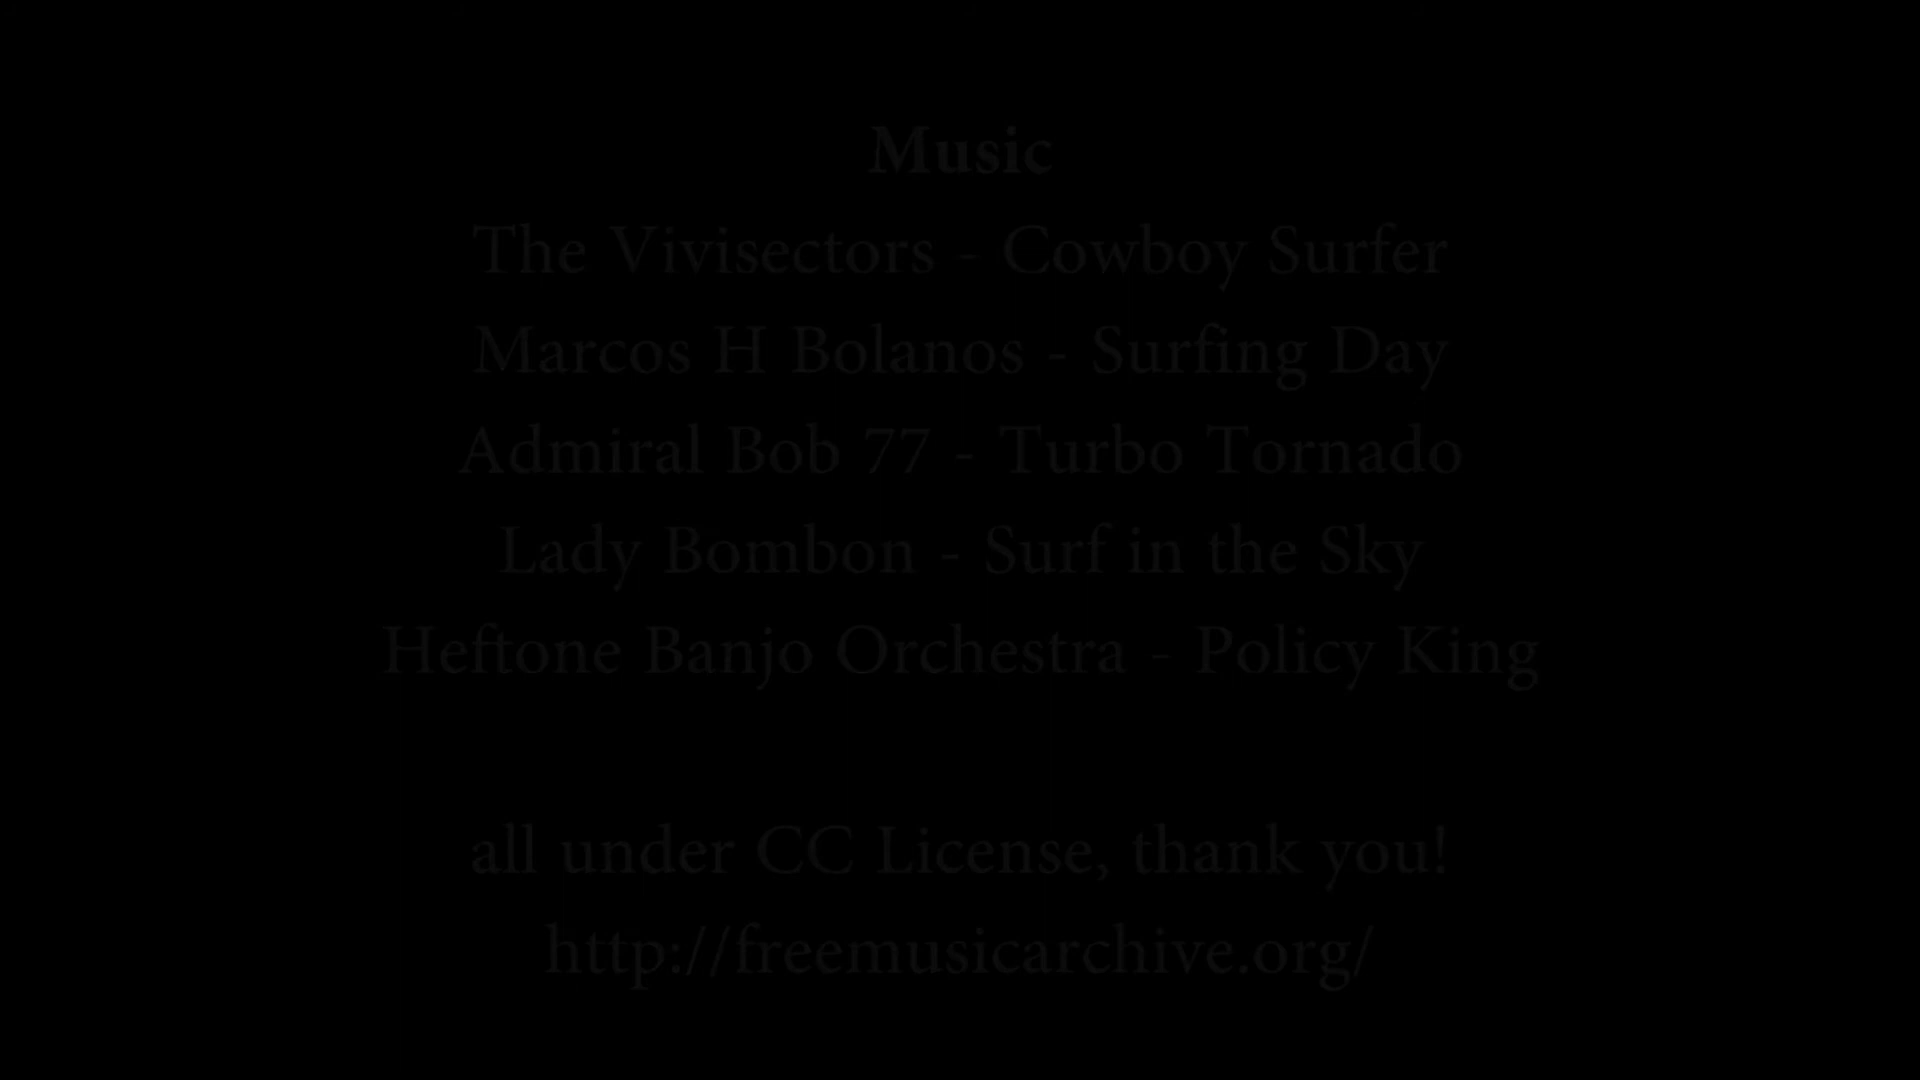 Music
The Vivisectors - Cowboy Surfer
Marcos H Bolanos - Surfing Day
Admiral Bob 77 - Turbo Tornado
Lady Bombon - Surf in the Sky
Heftone Banjo Orchestra - Policy King
all under CC License, thank you!
http://freemusicarchive.org/